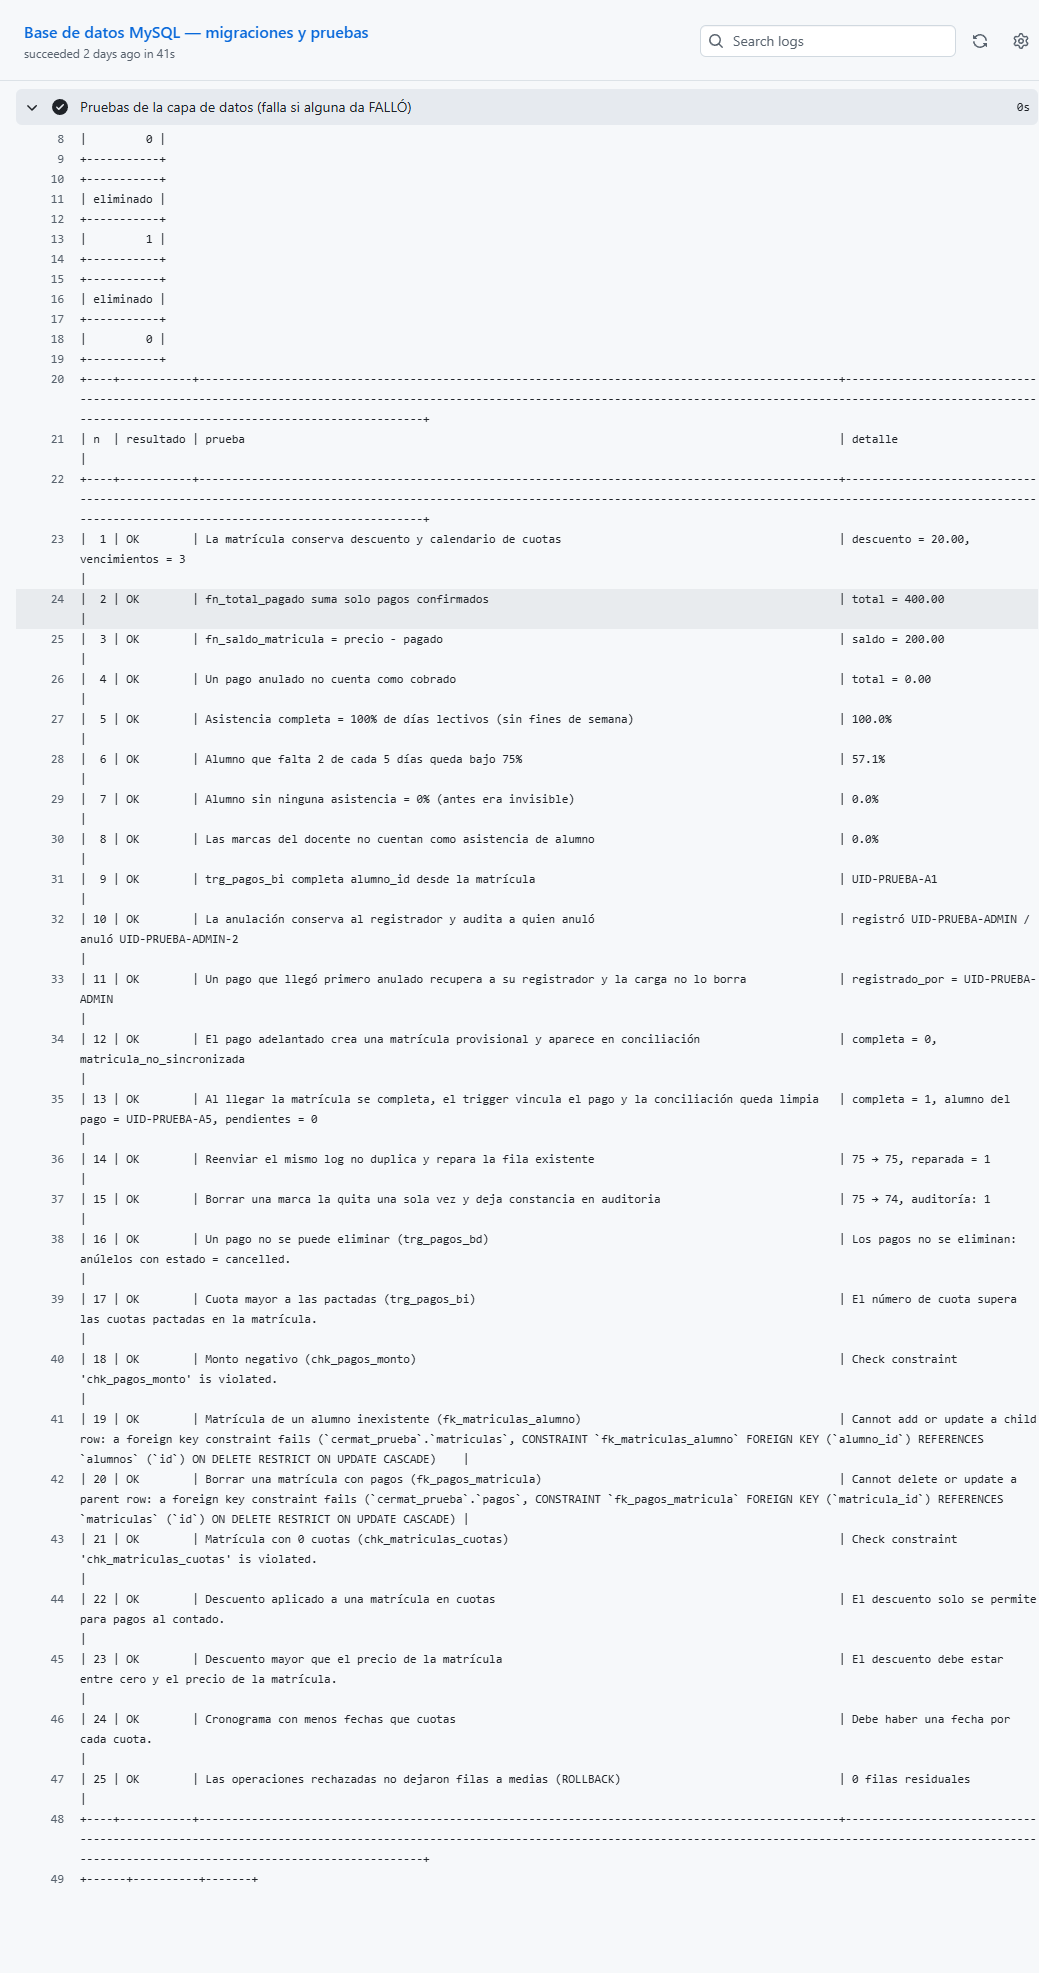 Base de datos MySQL — migraciones y pruebas
succeeded 2 days ago in 41s
Search logs
Pruebas de la capa de datos (falla si alguna da FALLÓ) 0s
8 | 0 |
9 +-----------+
10 +-----------+
11 | eliminado |
12 +-----------+
13 | 1 |
14 +-----------+
15 +-----------+
16 | eliminado |
17 +-----------+
18 | 0 |
19 +-----------+
20
21 | n | resultado | prueba | detalle
|
22
23 | 1 | OK | La matrícula conserva descuento y calendario de cuotas | descuento = 20.00,
vencimientos = 3
|
24 | 2 | OK | fn_total_pagado suma solo pagos confirmados | total = 400.00
|
25 | 3 | OK | fn_saldo_matricula = precio - pagado | saldo = 200.00
|
26 | 4 | OK | Un pago anulado no cuenta como cobrado | total = 0.00
|
27 | 5 | OK | Asistencia completa = 100% de días lectivos (sin fines de semana) | 100.0%
|
28 | 6 | OK | Alumno que falta 2 de cada 5 días queda bajo 75% | 57.1%
|
29 | 7 | OK | Alumno sin ninguna asistencia = 0% (antes era invisible) | 0.0%
|
30 | 8 | OK | Las marcas del docente no cuentan como asistencia de alumno | 0.0%
|
31 | 9 | OK | trg_pagos_bi completa alumno_id desde la matrícula | UID-PRUEBA-A1
|
32 | 10 | OK | La anulación conserva al registrador y audita a quien anuló | registró UID-PRUEBA-ADMIN /
anuló UID-PRUEBA-ADMIN-2
|
33 | 11 | OK | Un pago que llegó primero anulado recupera a su registrador y la carga no lo borra | registrado_por = UID-PRUEBA-
ADMIN
|
34 | 12 | OK | El pago adelantado crea una matrícula provisional y aparece en conciliación | completa = 0,
matricula_no_sincronizada
|
35 | 13 | OK | Al llegar la matrícula se completa, el trigger vincula el pago y la conciliación queda limpia | completa = 1, alumno del
pago = UID-PRUEBA-A5, pendientes = 0
|
36 | 14 | OK | Reenviar el mismo log no duplica y repara la fila existente | 75 → 75, reparada = 1
|
37 | 15 | OK | Borrar una marca la quita una sola vez y deja constancia en auditoria | 75 → 74, auditoría: 1
|
38 | 16 | OK | Un pago no se puede eliminar (trg_pagos_bd) | Los pagos no se eliminan:
anúlelos con estado = cancelled.
|
39 | 17 | OK | Cuota mayor a las pactadas (trg_pagos_bi) | El número de cuota supera
las cuotas pactadas en la matrícula.
|
40 | 18 | OK | Monto negativo (chk_pagos_monto) | Check constraint
'chk_pagos_monto' is violated.
|
41 | 19 | OK | Matrícula de un alumno inexistente (fk_matriculas_alumno) | Cannot add or update a child
row: a foreign key constraint fails (`cermat_prueba`.`matriculas`, CONSTRAINT `fk_matriculas_alumno` FOREIGN KEY (`alumno_id`) REFERENCES
`alumnos` (`id`) ON DELETE RESTRICT ON UPDATE CASCADE) |
42 | 20 | OK | Borrar una matrícula con pagos (fk_pagos_matricula) | Cannot delete or update a
parent row: a foreign key constraint fails (`cermat_prueba`.`pagos`, CONSTRAINT `fk_pagos_matricula` FOREIGN KEY (`matricula_id`) REFERENCES
`matriculas` (`id`) ON DELETE RESTRICT ON UPDATE CASCADE) |
43 | 21 | OK | Matrícula con 0 cuotas (chk_matriculas_cuotas) | Check constraint
'chk_matriculas_cuotas' is violated.
|
44 | 22 | OK | Descuento aplicado a una matrícula en cuotas | El descuento solo se permite
para pagos al contado.
|
45 | 23 | OK | Descuento mayor que el precio de la matrícula | El descuento debe estar
entre cero y el precio de la matrícula.
|
46 | 24 | OK | Cronograma con menos fechas que cuotas | Debe haber una fecha por
cada cuota.
|
47 | 25 | OK | Las operaciones rechazadas no dejaron filas a medias (ROLLBACK) | 0 filas residuales
|
48
49 +------+----------+-------+